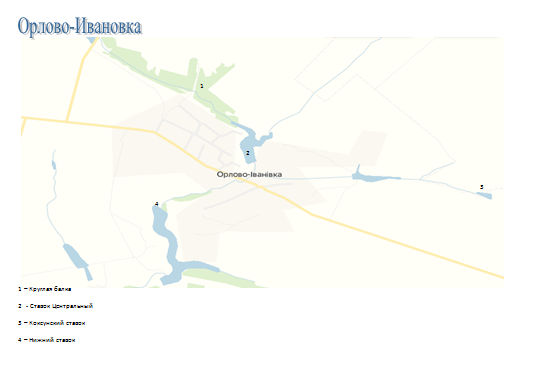 Орлово-Ивановка
1
2
Орлово-Іванівка
3
4
1 – Круглая балка
2 - Ставок Центральный
3 – Коксунский ставок
4 – Нижний ставок